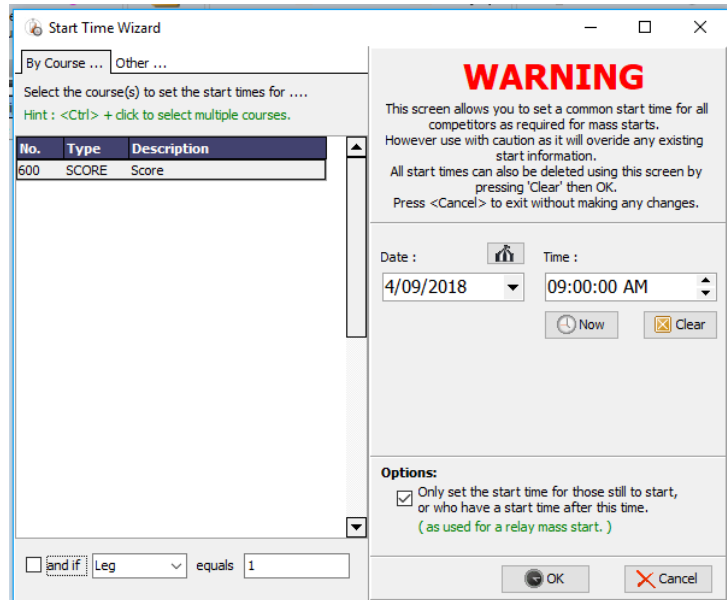 Start Time Wizard
By Course ... Other ...
Select the course(s) to set the start times for ....
Hint : <Ctrl> + click to select multiple courses.
No. Type Description
600 SCORE Score
and if Leg equals 1
WARNING
This screen allows you to set a common start time for all
competitors as required for mass starts.
However use with caution as it will overide any existing
start information.
All start times can also be deleted using this screen by
pressing 'Clear' then OK.
Press <Cancel> to exit without making any changes.
Date : Time :
4/09/2018 09:00:00 AM
Now Clear
Options:
Only set the start time for those still to start,
or who have a start time after this time.
( as used for a relay mass start. )
OK Cancel